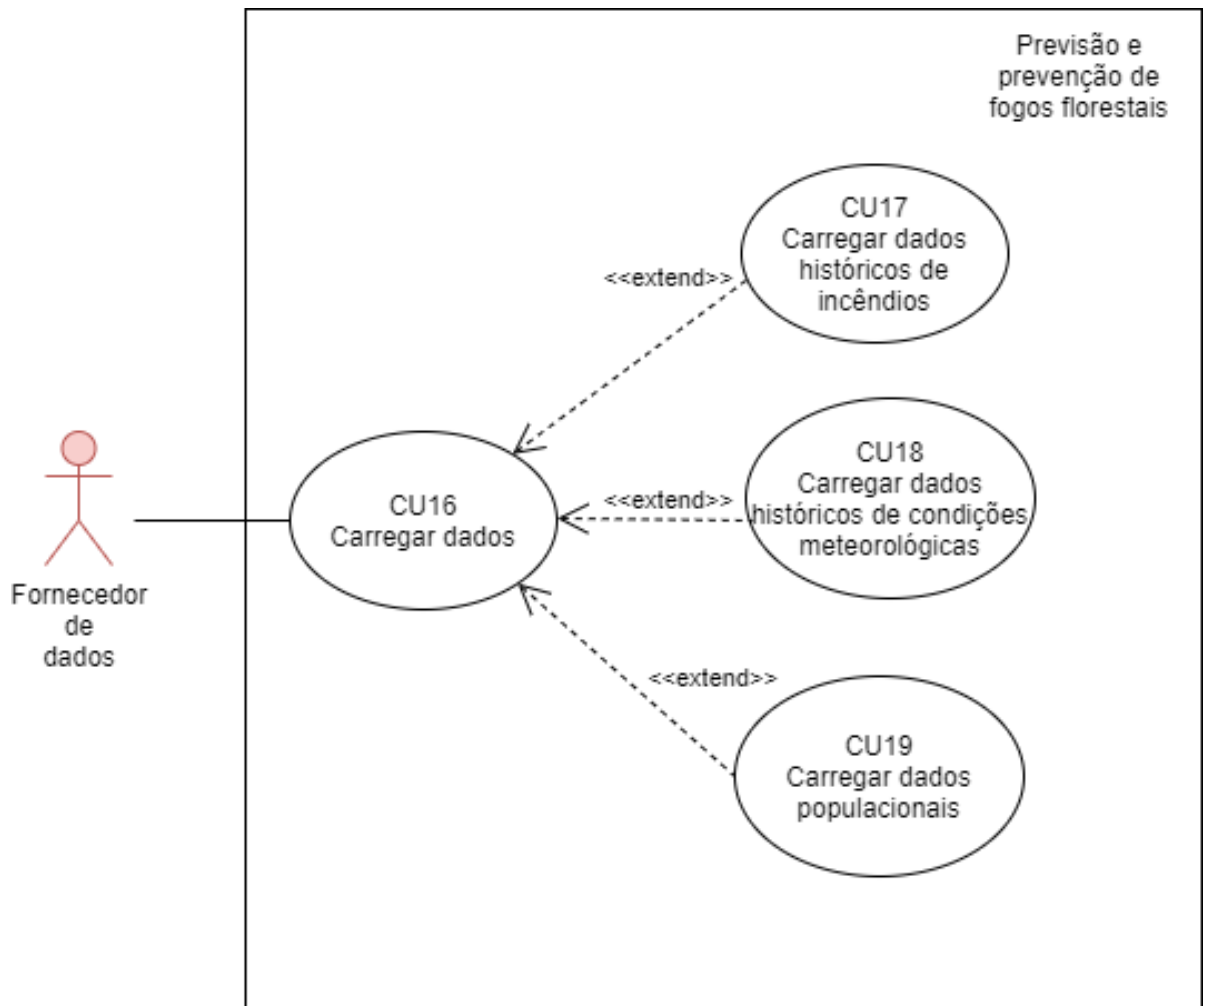 Previsão e
prevenção de
fogos florestais
CU17
Carregar dados
históricos de
incêndios
<<extend>>
CU18
Carregar dados
históricos de condições
meteorológicas
<<extend>>
CU16
Carregar dados
Fornecedor
de
dados
<<extend>>
CU19
Carregar dados
populacionais